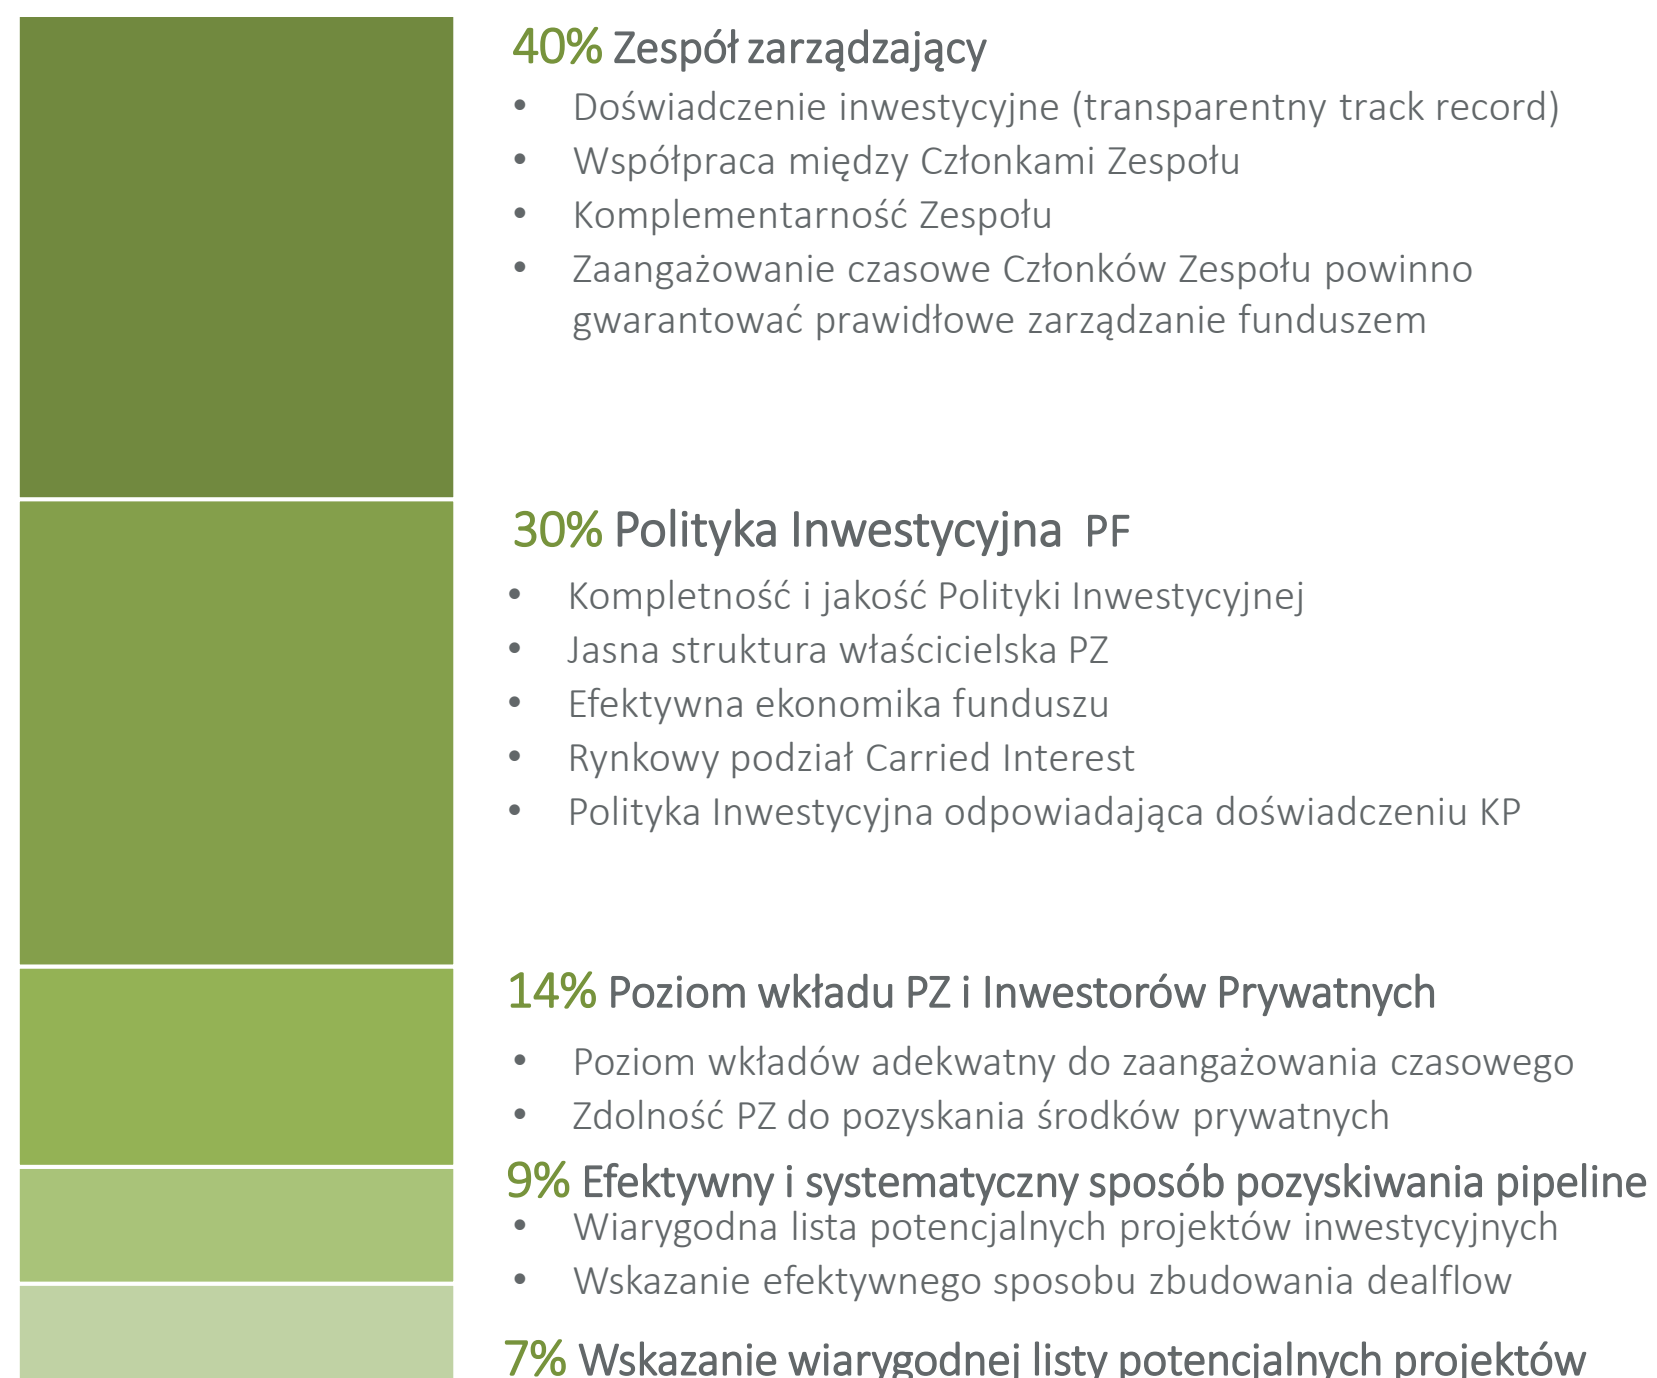 40% Zespół zarządzający
• Doświadczenie inwestycyjne (transparentny track record)
• Współpraca między Członkami Zespołu
• Komplementarność Zespołu
• Zaangażowanie czasowe Członków Zespołu powinno
gwarantować prawidłowe zarządzanie funduszem
30% Polityka Inwestycyjna PF
• Kompletność i jakość Polityki Inwestycyjnej
• Jasna struktura właścicielska PZ
• Efektywna ekonomika funduszu
• Rynkowy podział Carried Interest
• Polityka Inwestycyjna odpowiadająca doświadczeniu KP
14% Poziom wkładu PZ i Inwestorów Prywatnych
• Poziom wkładów adekwatny do zaangażowania czasowego
• Zdolność PZ do pozyskania środków prywatnych
9% Efektywny i systematyczny sposób pozyskiwania pipeline
• Wiarygodna lista potencjalnych projektów inwestycyjnych
• Wskazanie efektywnego sposobu zbudowania dealflow
7% Wskazanie wiarygodnej listy potencjalnych projektów